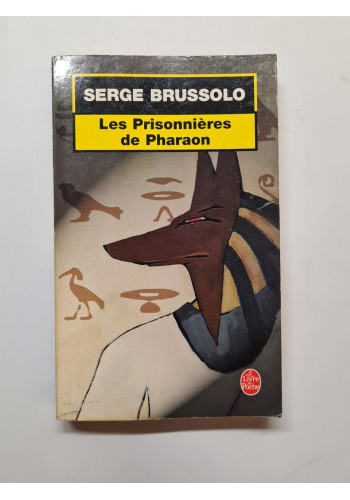 SERGE BRUSSOLO
Les Prisonnières
de Pharaon
Le Livre
de Poche